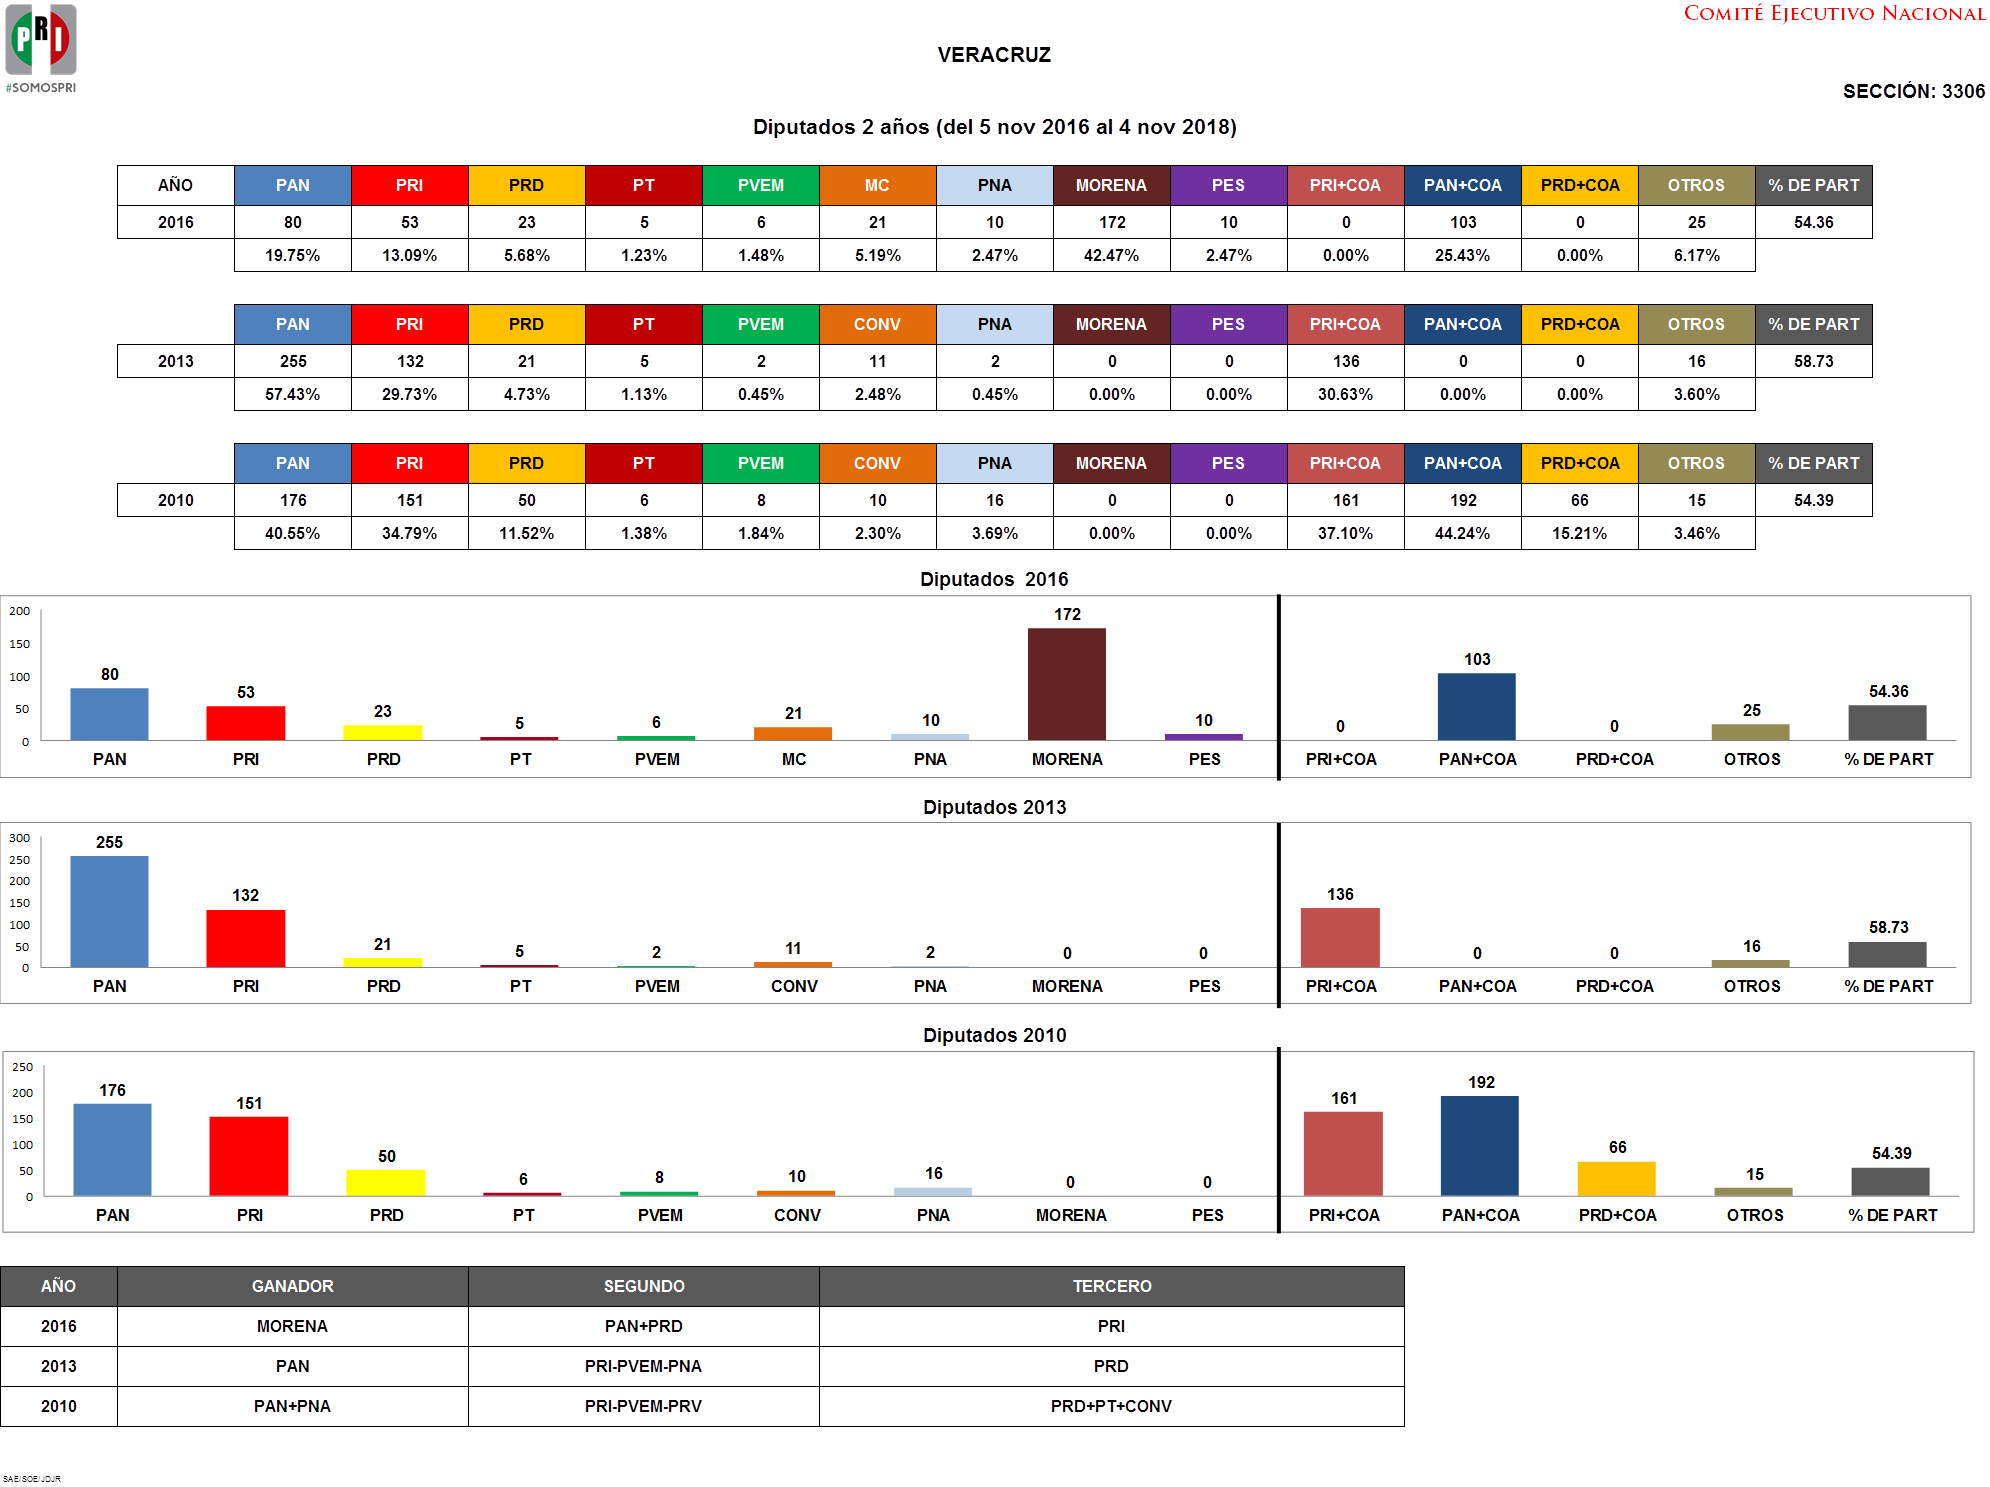 PRI
#SOMOSPRI
COMITÉ EJECUTIVO NACIONAL
VERACRUZ
SECCIÓN: 3306
Diputados 2 años (del 5 nov 2016 al 4 nov 2018)
AÑO PAN PRI PRD PT PVEM MC PNA MORENA PES PRI+COA PAN+COA PRD+COA OTROS % DE PART
2016 80 53 23 5 6 21 10 172 10 0 103 0 25 54.36
19.75% 13.09% 5.68% 1.23% 1.48% 5.19% 2.47% 42.47% 2.47% 0.00% 25.43% 0.00% 6.17%
PAN PRI PRD PT PVEM CONV PNA MORENA PES PRI+COA PAN+COA PRD+COA OTROS % DE PART
2013 255 132 21 5 2 11 2 0 0 136 0 0 16 58.73
57.43% 29.73% 4.73% 1.13% 0.45% 2.48% 0.45% 0.00% 0.00% 30.63% 0.00% 0.00% 3.60%
PAN PRI PRD PT PVEM CONV PNA MORENA PES PRI+COA PAN+COA PRD+COA OTROS % DE PART
2010 176 151 50 6 8 10 16 0 0 161 192 66 15 54.39
40.55% 34.79% 11.52% 1.38% 1.84% 2.30% 3.69% 0.00% 0.00% 37.10% 44.24% 15.21% 3.46%
Diputados 2016
200
150
100
50
0
80 53 23 5 6 21 10 172 10 0 103 0 25 54.36
PAN PRI PRD PT PVEM MC PNA MORENA PES PRI+COA PAN+COA PRD+COA OTROS % DE PART
Diputados 2013
300
250
200
150
100
50
0
255 132 21 5 2 11 2 0 0 136 0 0 16 58.73
PAN PRI PRD PT PVEM CONV PNA MORENA PES PRI+COA PAN+COA PRD+COA OTROS % DE PART
Diputados 2010
250
200
150
100
50
0
176 151 50 6 8 10 16 0 0 161 192 66 15 54.39
PAN PRI PRD PT PVEM CONV PNA MORENA PES PRI+COA PAN+COA PRD+COA OTROS % DE PART
AÑO GANADOR SEGUNDO TERCERO
2016 MORENA PAN+PRD PRI
2013 PAN PRI-PVEM-PNA PRD
2010 PAN+PNA PRI-PVEM-PRV PRD+PT+CONV
SAE/SOE/JDJR